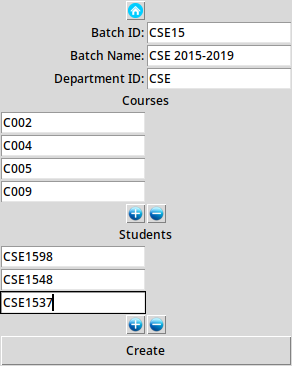 Batch ID: CSE15
Batch Name: CSE 2015-2019
Department ID: CSE
Courses
C002
C004
C005
C009
Students
CSE1598
CSE1548
CSE1537
Create